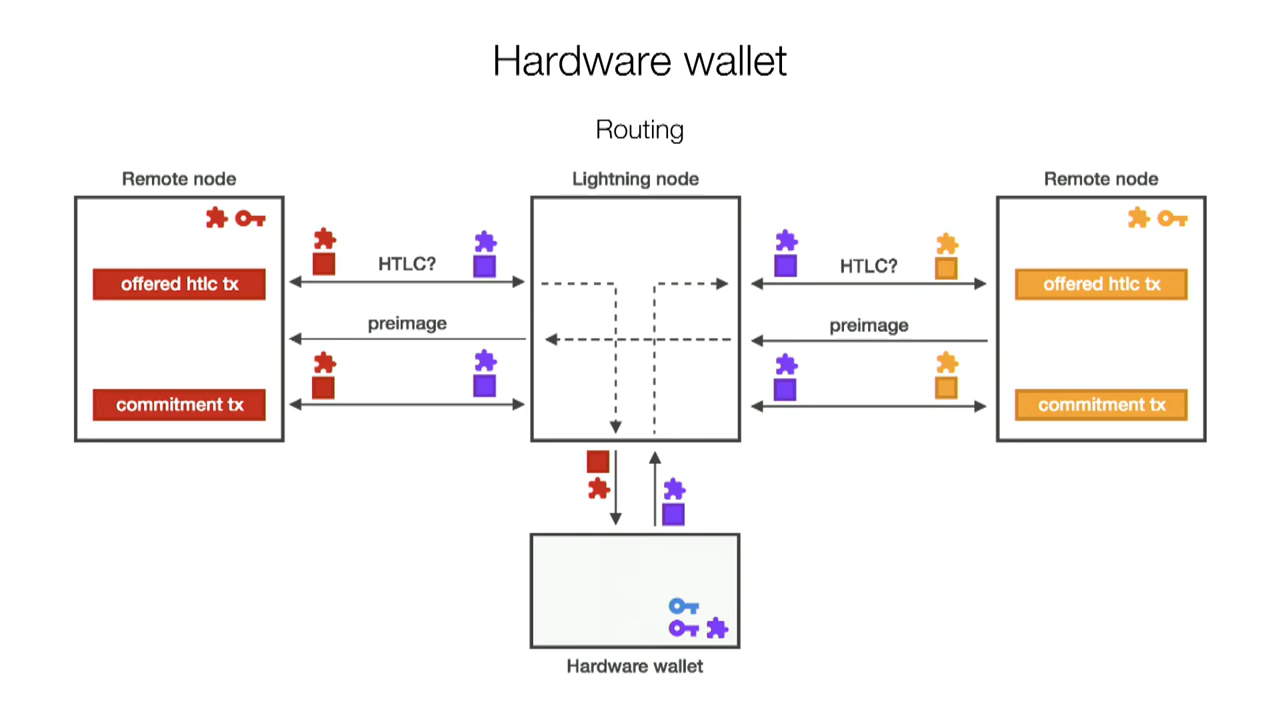 Hardware wallet
Routing
Remote node
Lightning node
Remote node
HTLC?
HTLC?
offered htlc tx
offered htlc tx
preimage
preimage
commitment tx
commitment tx
Hardware wallet